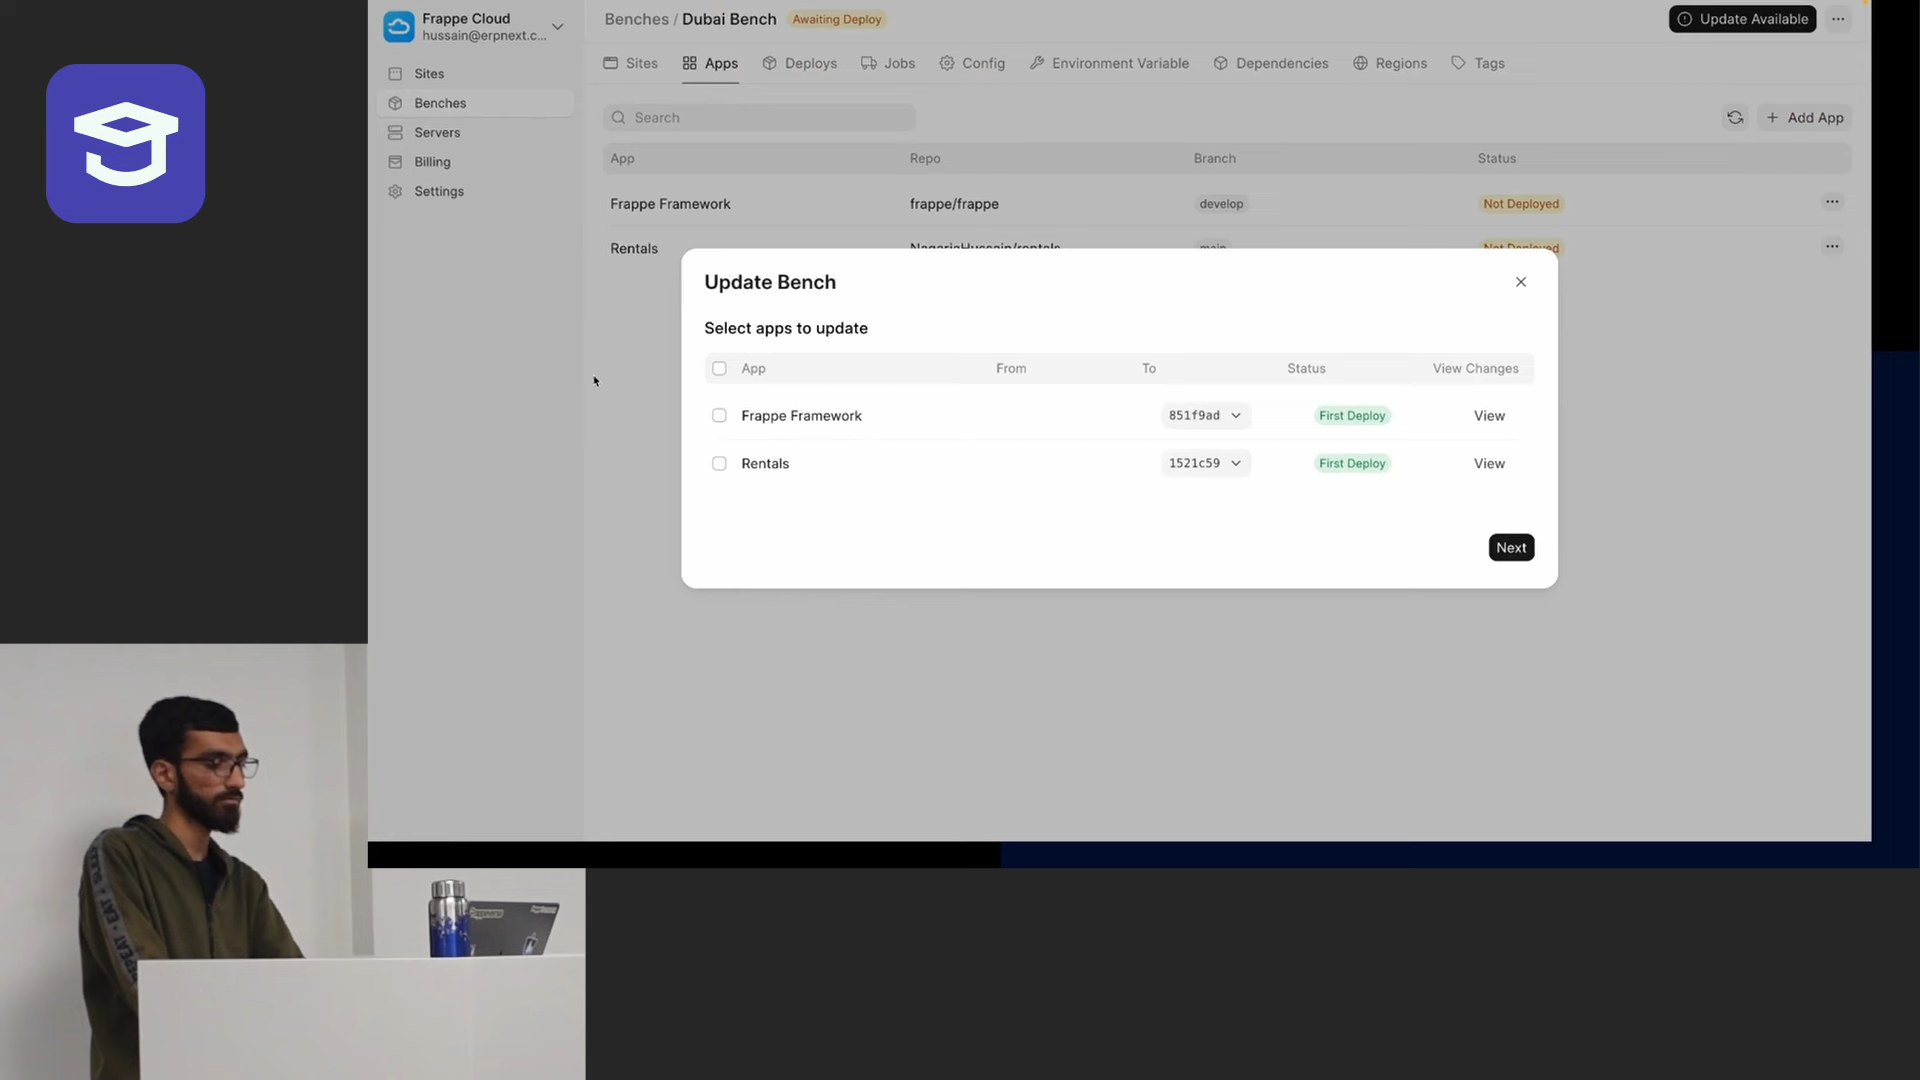 Frappe Cloud
hussain@erpnext.c...
Sites
Benches
Servers
Billing
Settings
Benches / Dubai Bench Awaiting Deploy
Update Available
Sites Apps Deploys Jobs Config Environment Variable Dependencies Regions Tags
Search
Add App
App Repo Branch Status
Frappe Framework frappe/frappe develop Not Deployed
Rentals NagariaHussain/rentals main Not Deployed
Update Bench
Select apps to update
App From To Status View Changes
Frappe Framework 851f9ad First Deploy View
Rentals 1521c59 First Deploy View
Next
EAT
REPEAT